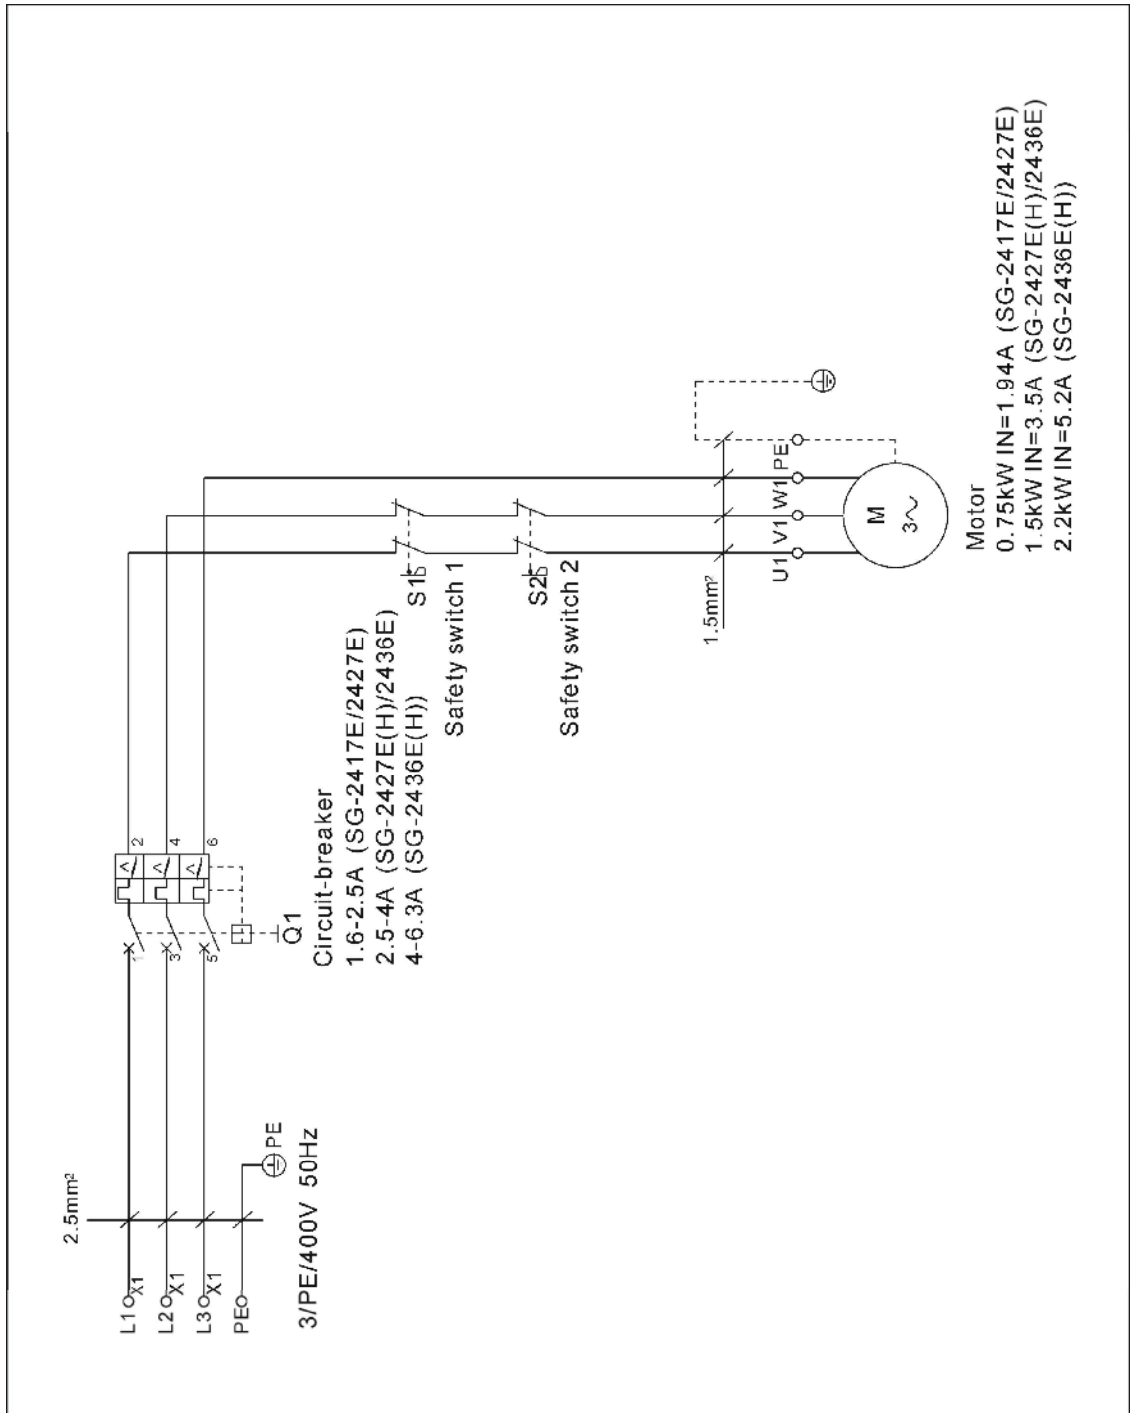 L1 X1
L2 X1
L3 X1
PE
2.5mm²
PE
3/PE/400V 50Hz
1 2
3 4
5 6
Q1
Circuit-breaker
1.6-2.5A (SG-2417E/2427E)
2.5-4A (SG-2427E(H)/2436E)
4-6.3A (SG-2436E(H))
S1
Safety switch 1
S2
Safety switch 2
1.5mm²
U1 V1 W1 PE
M
3~
Motor
0.75kW IN=1.94A (SG-2417E/2427E)
1.5kW IN=3.5A (SG-2427E(H)/2436E)
2.2kW IN=5.2A (SG-2436E(H))